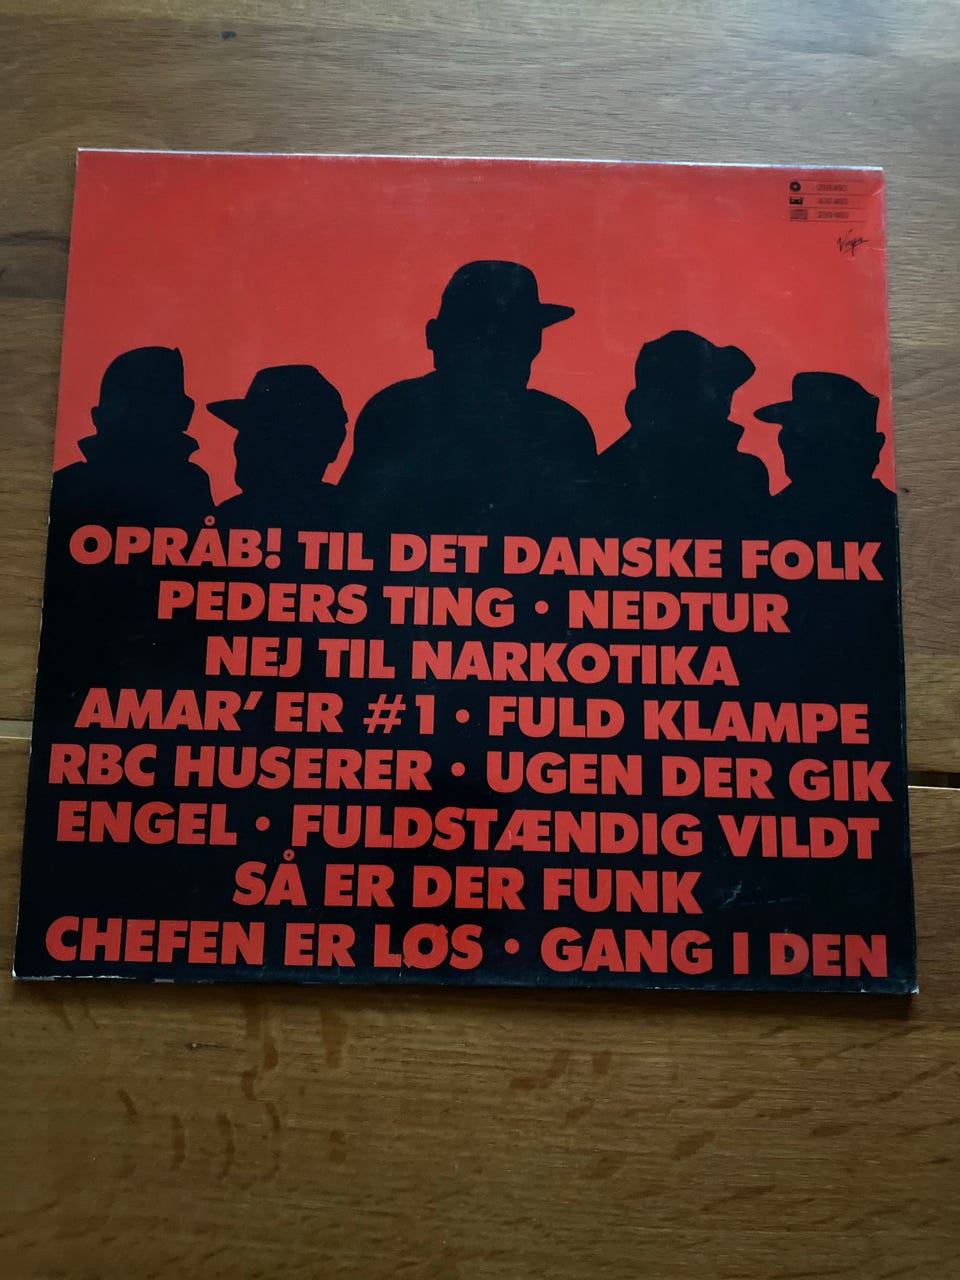 Virgin
OPRÅB! TIL DET DANSKE FOLK
PEDERS TING • NEDTUR
NEJ TIL NARKOTIKA
AMAR' ER #1 • FULD KLAMPE
RBC HUSERER • UGEN DER GIK
ENGEL • FULDSTÆNDIG VILDT
SÅ ER DER FUNK
CHEFEN ER LØS • GANG I DEN